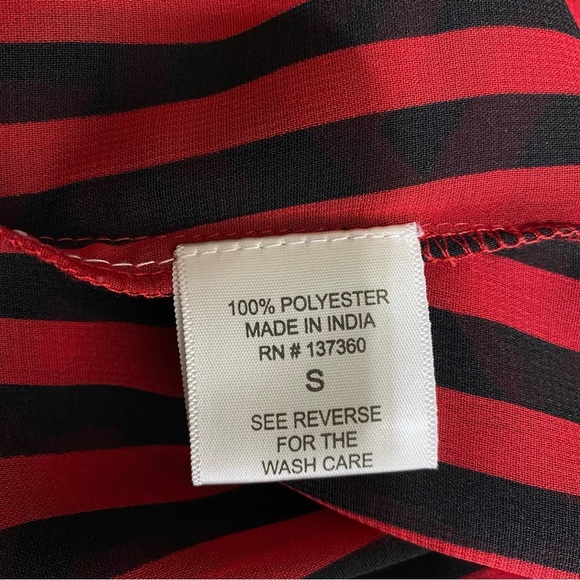 100% POLYESTER
MADE IN INDIA
RN # 137360
S
SEE REVERSE
FOR THE
WASH CARE